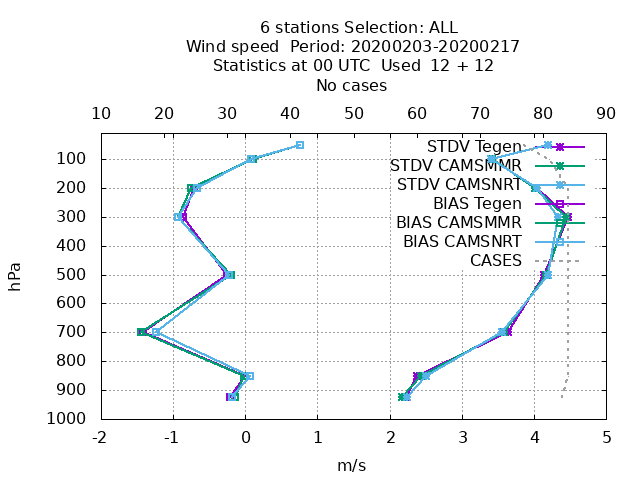 6 stations Selection: ALL
Wind speed  Period: 20200203-20200217
Statistics at 00 UTC  Used  12 + 12
No cases
10 20 30 40 50 60 70 80 90
STDV Tegen
STDV CAMSMMR
STDV CAMSNRT
BIAS Tegen
BIAS CAMSMMR
BIAS CAMSNRT
CASES
hPa
100
200
300
400
500
600
700
800
900
1000
-2 -1 0 1 2 3 4 5
m/s